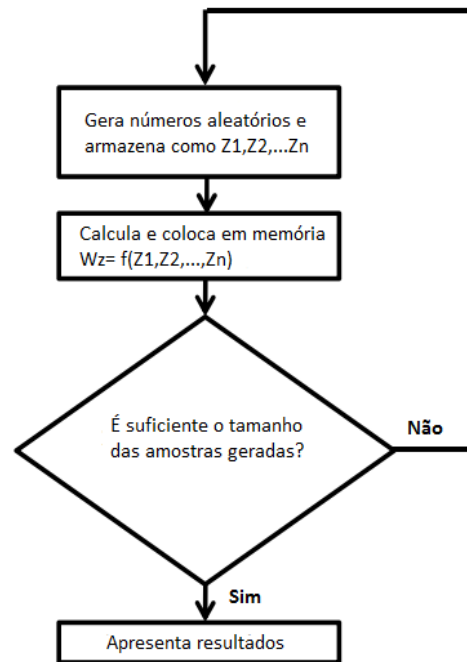 Gera números aleatórios e
armazena como Z1,Z2,...Zn
Calcula e coloca em memória
Wz= f(Z1,Z2,...,Zn)
É suficiente o tamanho
das amostras geradas?
Não
Sim
Apresenta resultados